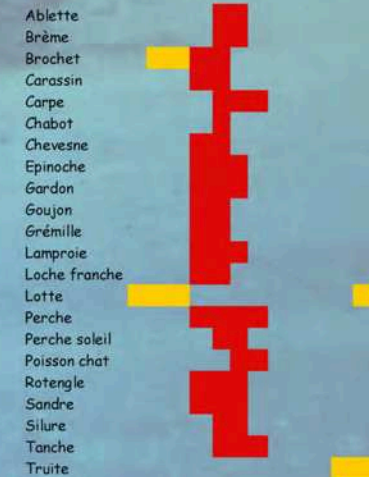 Ablette
Brème
Brochet
Carassin
Carpe
Chabot
Chevesne
Epinoche
Gardon
Goujon
Grémille
Lamproie
Loche franche
Lotte
Perche
Perche soleil
Poisson chat
Rotengle
Sandre
Silure
Tanche
Truite